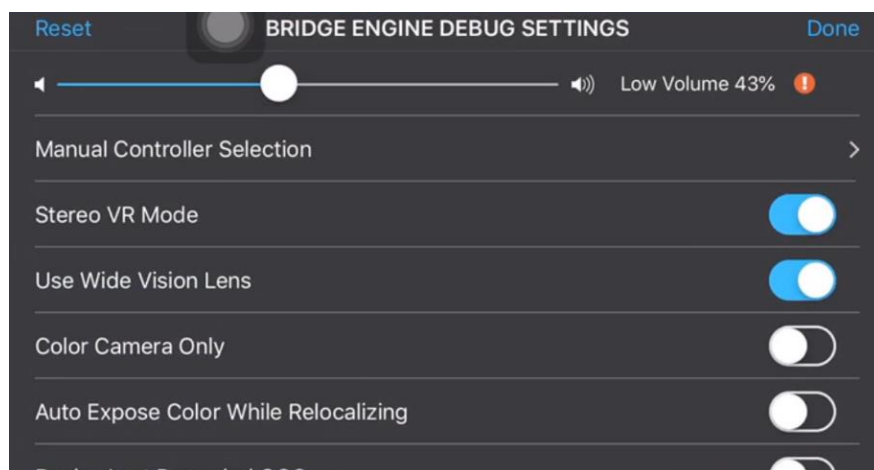 Reset BRIDGE ENGINE DEBUG SETTINGS Done
Low Volume 43%
Manual Controller Selection
Stereo VR Mode
Use Wide Vision Lens
Color Camera Only
Auto Expose Color While Relocalizing